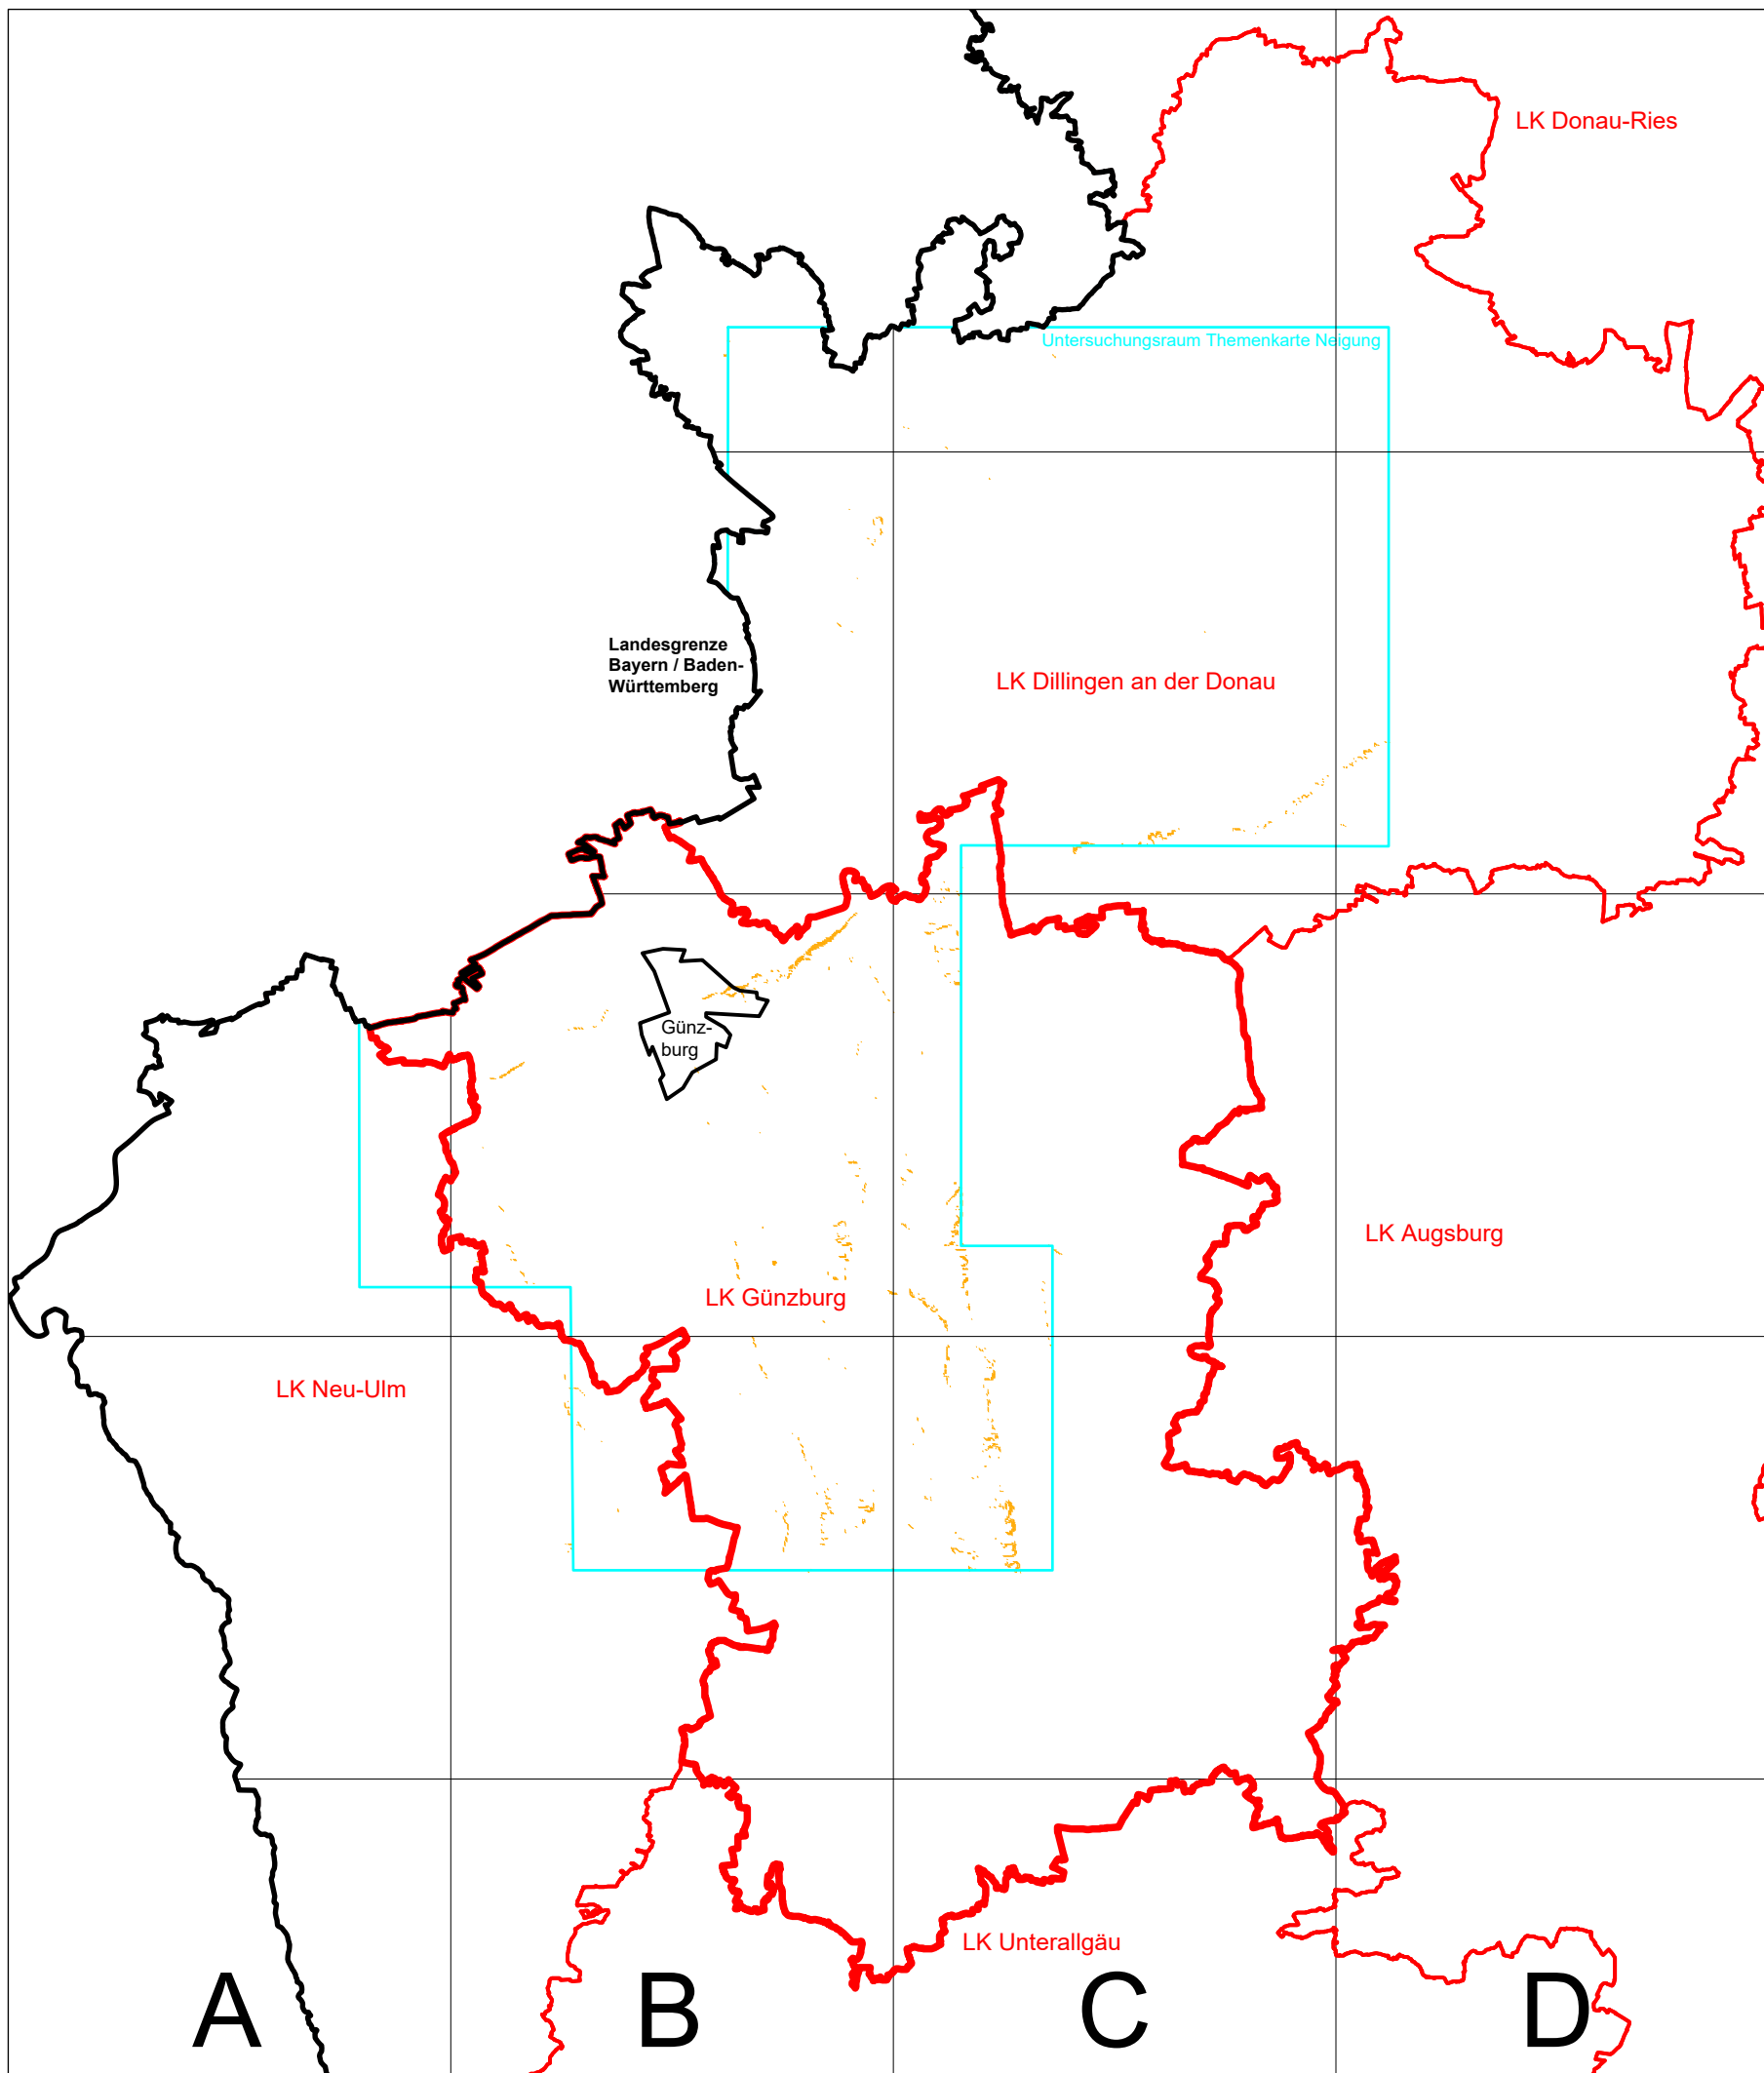 LK Donau-Ries
Untersuchungsraum Themenkarte Neigung
Landesgrenze
Bayern / Baden-
Württemberg
LK Dillingen an der Donau
Günz-
burg
LK Augsburg
LK Günzburg
LK Neu-Ulm
LK Unterallgäu
A B C D